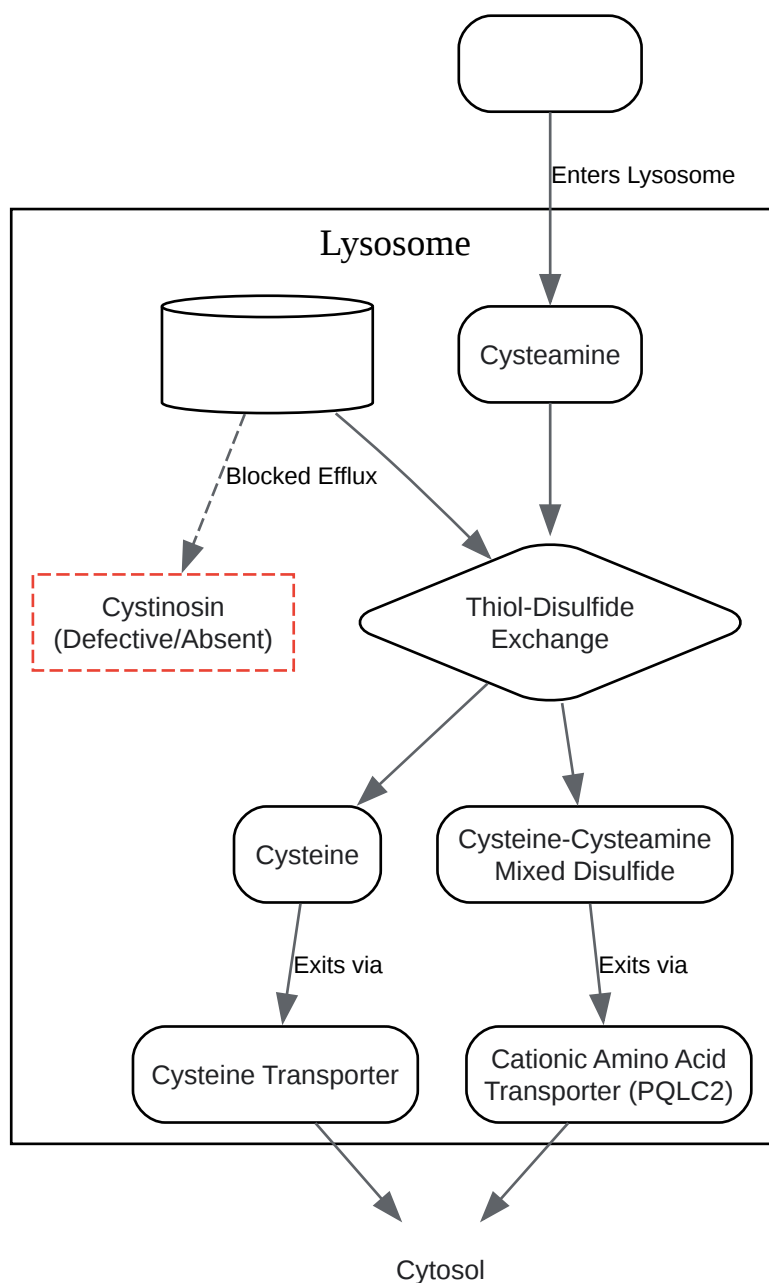 Enters Lysosome
Lysosome
Cysteamine
Blocked Efflux
Cystinosin
(Defective/Absent)
Thiol-Disulfide
Exchange
Cysteine
Cysteine-Cysteamine
Mixed Disulfide
Exits via
Exits via
Cysteine Transporter
Cationic Amino Acid
Transporter (PQLC2)
Cytosol